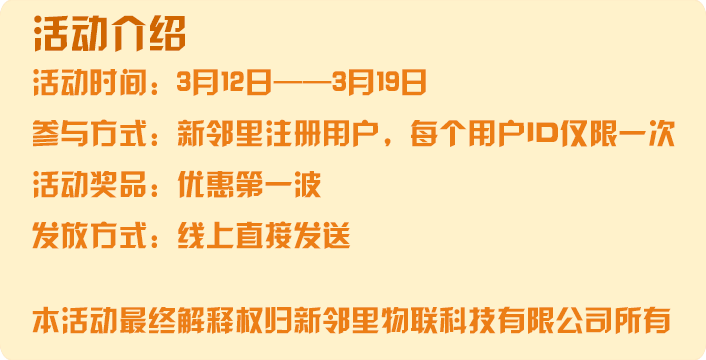 活动介绍
活动时间：3月12日——3月19日
参与方式：新邻里注册用户，每个用户ID仅限一次
活动奖品：优惠第一波
发放方式：线上直接发送
本活动最终解释权归新邻里物联科技有限公司所有